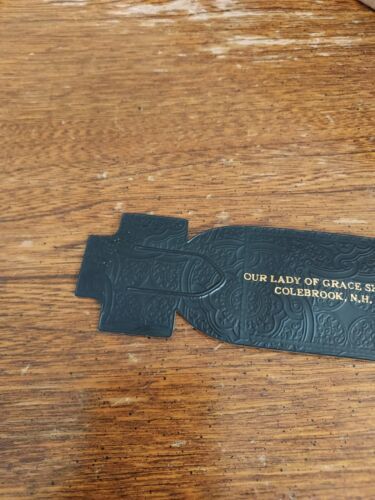 OUR LADY OF GRACE
COLEBROOK, N.H.